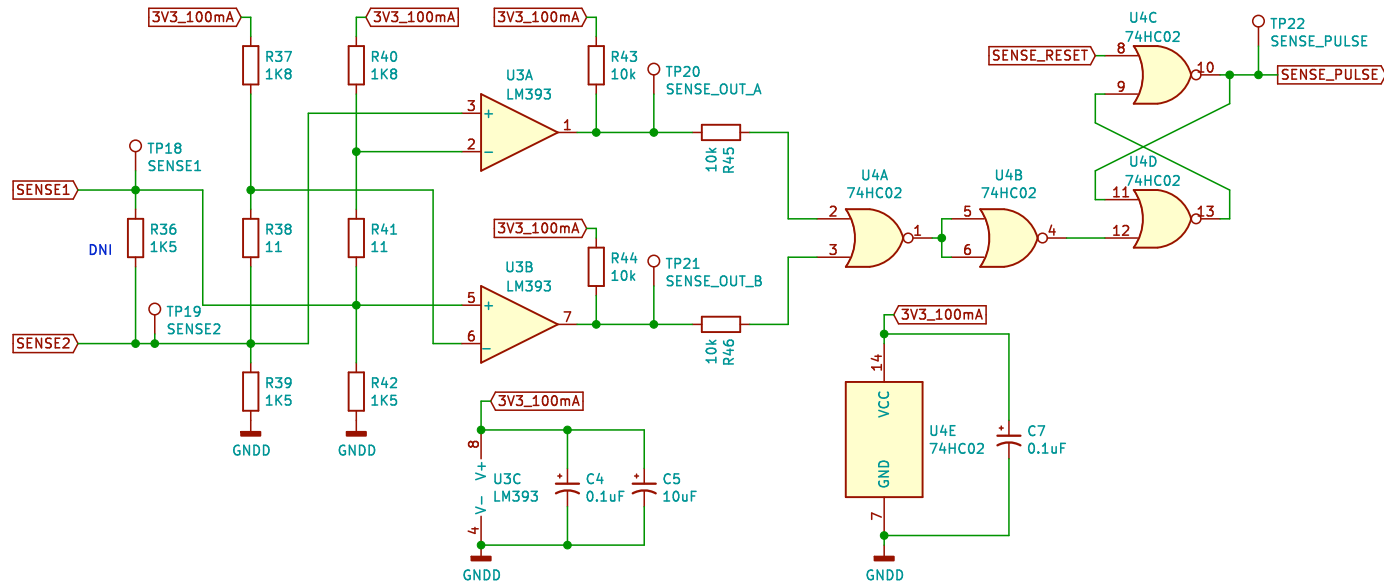 3V3_100mA
3V3_100mA
3V3_100mA
U4C
74HC02
TP22
SENSE_PULSE
SENSE_RESET
8
9
10
SENSE_PULSE
R37
1K8
R40
1K8
R43
10k
U3A
LM393
TP20
SENSE_OUT_A
3
+
2
−
1
10k
R45
TP18
SENSE1
SENSE1
R36
1K5
DNI
R38
11
R41
11
3V3_100mA
R44
10k
U3B
LM393
TP21
SENSE_OUT_B
5
+
6
−
7
10k
R46
U4A
74HC02
2
3
1
U4B
74HC02
5
6
4
U4D
74HC02
11
12
13
TP19
SENSE2
SENSE2
R39
1K5
R42
1K5
GNDD
GNDD
3V3_100mA
8
V+
U3C
LM393
V-
4
C4
0.1uF
C5
10uF
+
+
GNDD
3V3_100mA
14
VCC
U4E
74HC02
GND
7
+
C7
0.1uF
GNDD